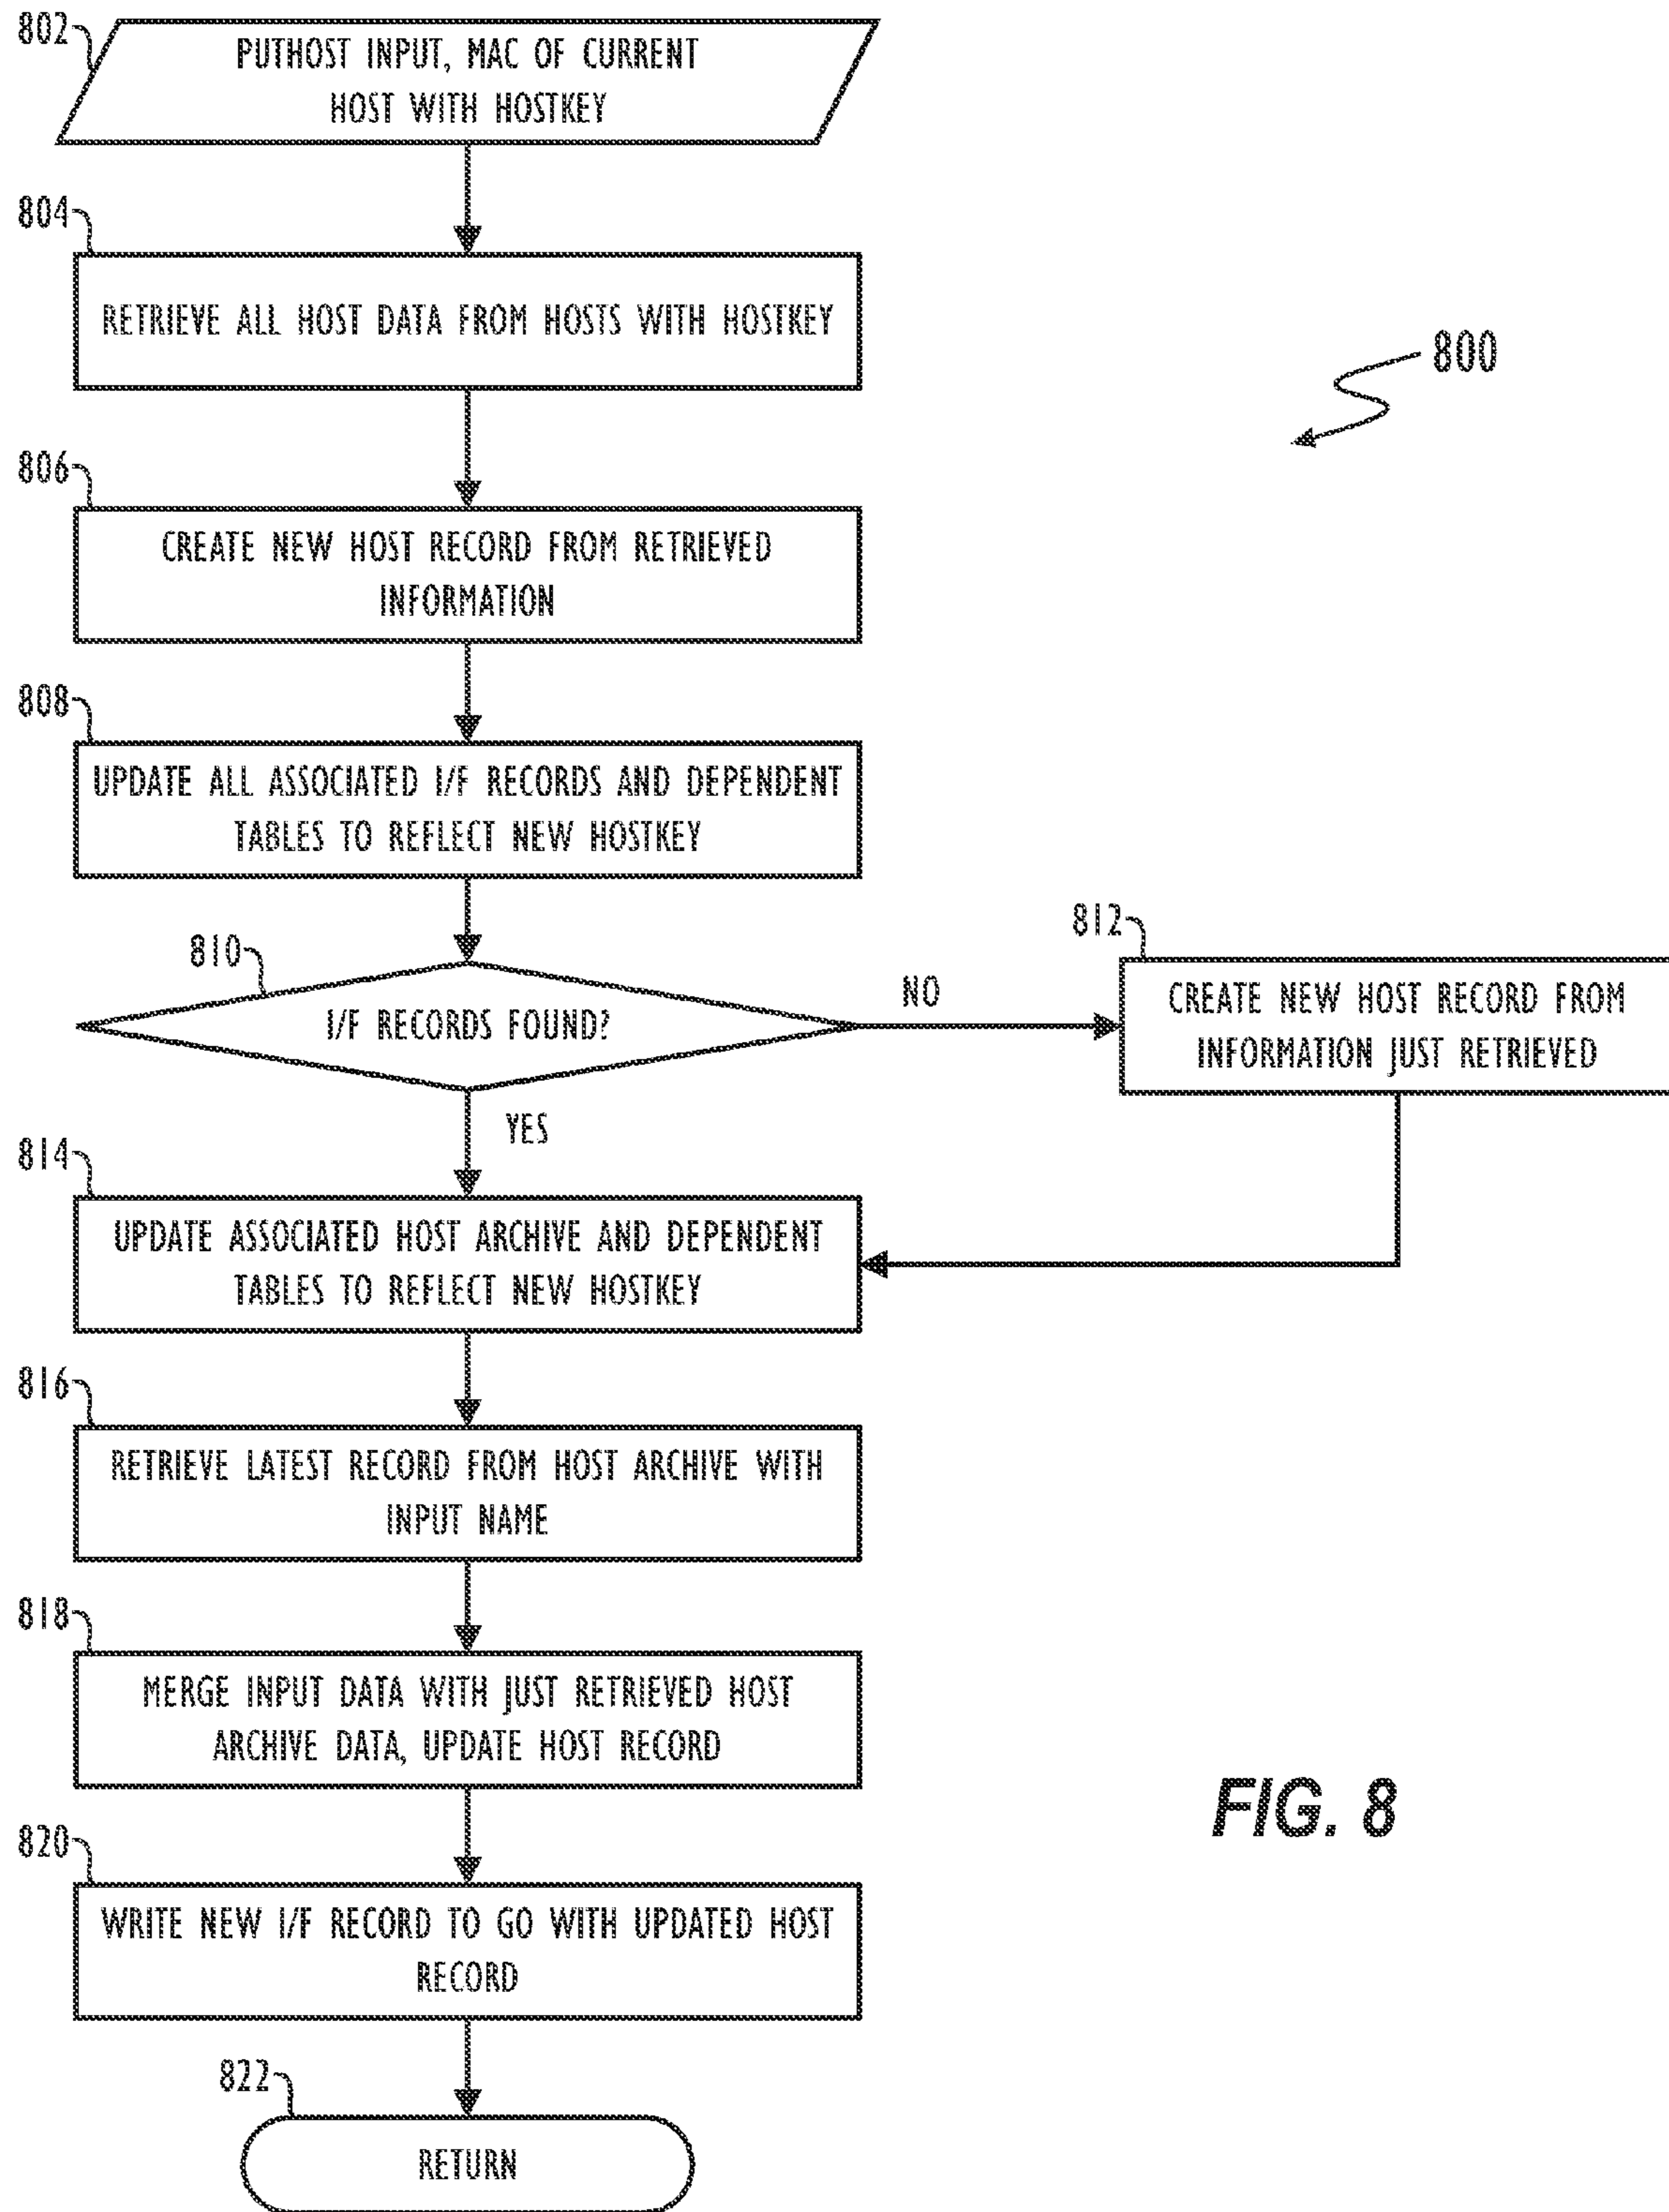 802
PUTHOST INPUT, MAC OF CURRENT
HOST WITH HOSTKEY
804
RETRIEVE ALL HOST DATA FROM HOSTS WITH HOSTKEY
800
806
CREATE NEW HOST RECORD FROM RETRIEVED
INFORMATION
808
UPDATE ALL ASSOCIATED I/F RECORDS AND DEPENDENT
TABLES TO REFLECT NEW HOSTKEY
810
I/F RECORDS FOUND?
NO
812
CREATE NEW HOST RECORD FROM
INFORMATION JUST RETRIEVED
YES
814
UPDATE ASSOCIATED HOST ARCHIVE AND DEPENDENT
TABLES TO REFLECT NEW HOSTKEY
816
RETRIEVE LATEST RECORD FROM HOST ARCHIVE WITH
INPUT NAME
818
MERGE INPUT DATA WITH JUST RETRIEVED HOST
ARCHIVE DATA, UPDATE HOST RECORD
FIG. 8
820
WRITE NEW I/F RECORD TO GO WITH UPDATED HOST
RECORD
822
RETURN